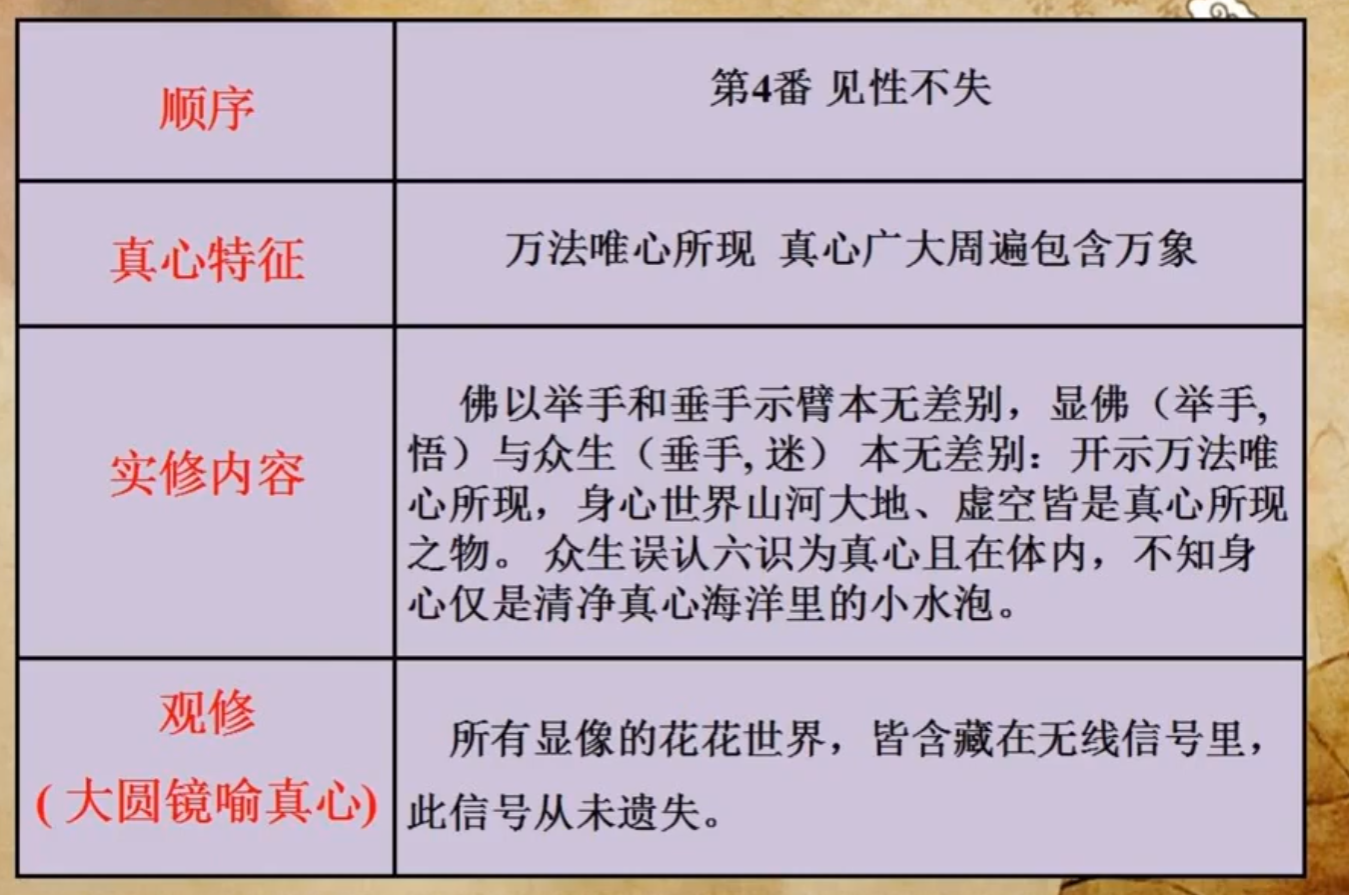 顺序
第4番 见性不失
真心特征
万法唯心所现 真心广大周遍包含万象
实修内容
佛以举手和垂手示臂本无差别，显佛（举手,
悟）与众生（垂手, 迷） 本无差别：开示万法唯
心所现，身心世界山河大地、虚空皆是真心所现
之物。 众生误认六识为真心且在体内，不知身
心仅是清净真心海洋里的小水泡。
观修
( 大圆镜喻真心)
所有显像的花花世界，皆含藏在无线信号里，
此信号从未遗失。